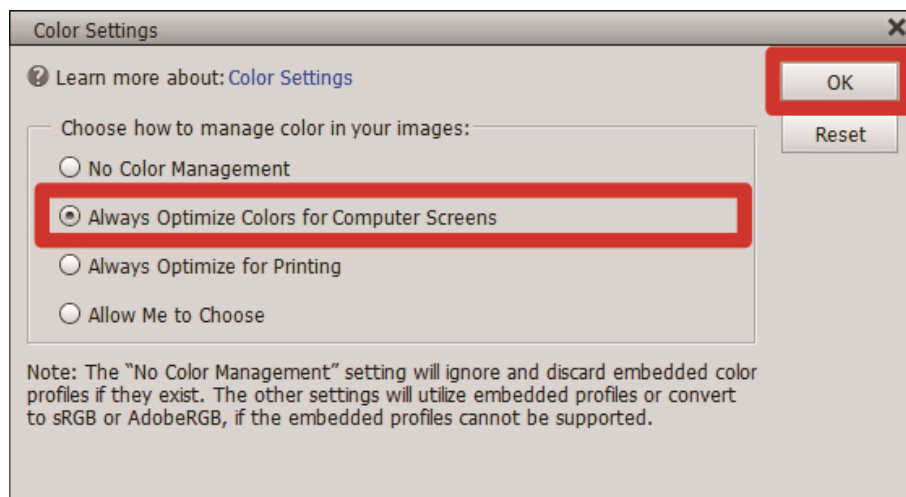 Color Settings
Learn more about: Color Settings
OK
Choose how to manage color in your images:
Reset
No Color Management
Always Optimize Colors for Computer Screens
Always Optimize for Printing
Allow Me to Choose
Note: The “No Color Management” setting will ignore and discard embedded color
profiles if they exist. The other settings will utilize embedded profiles or convert
to sRGB or AdobeRGB, if the embedded profiles cannot be supported.